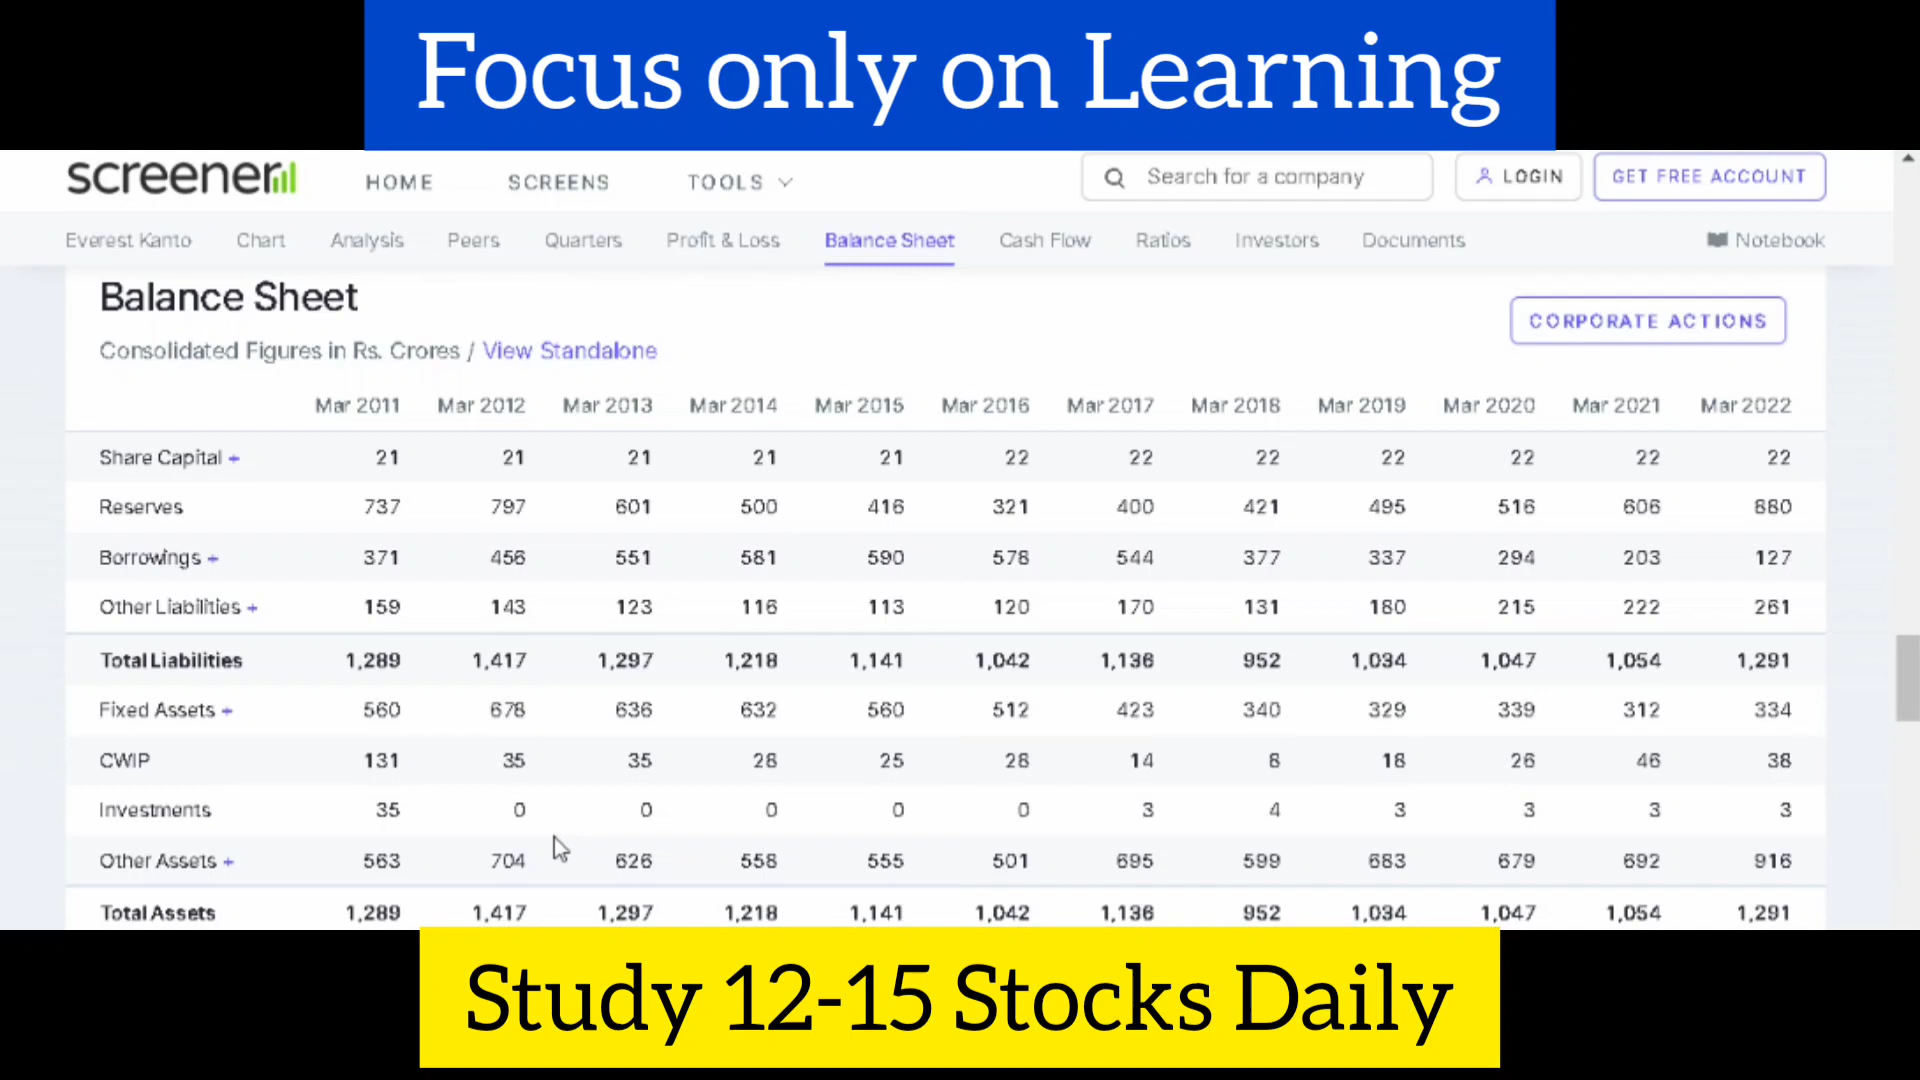 Focus only on Learning
screener HOME SCREENS TOOLS Search for a company LOGIN GET FREE ACCOUNT
Everest Kanto Chart Analysis Peers Quarters Profit & Loss Balance Sheet Cash Flow Ratios Investors Documents Notebook
Balance Sheet
CORPORATE ACTIONS
Consolidated Figures in Rs. Crores / View Standalone
Mar 2011 Mar 2012 Mar 2013 Mar 2014 Mar 2015 Mar 2016 Mar 2017 Mar 2018 Mar 2019 Mar 2020 Mar 2021 Mar 2022
Share Capital + 21 21 21 21 21 22 22 22 22 22 22 22
Reserves 737 797 601 500 416 321 400 421 495 516 606 880
Borrowings + 371 456 551 581 590 578 544 377 337 294 203 127
Other Liabilities + 159 143 123 116 113 120 170 131 180 215 222 261
Total Liabilities 1,289 1,417 1,297 1,218 1,141 1,042 1,136 952 1,034 1,047 1,054 1,291
Fixed Assets + 560 678 636 632 560 512 423 340 329 339 312 334
CWIP 131 35 35 28 25 28 14 8 18 26 46 38
Investments 35 0 0 0 0 0 3 4 3 3 3 3
Other Assets + 563 704 626 558 555 501 695 599 683 679 692 916
Total Assets 1,289 1,417 1,297 1,218 1,141 1,042 1,136 952 1,034 1,047 1,054 1,291
Study 12-15 Stocks Daily